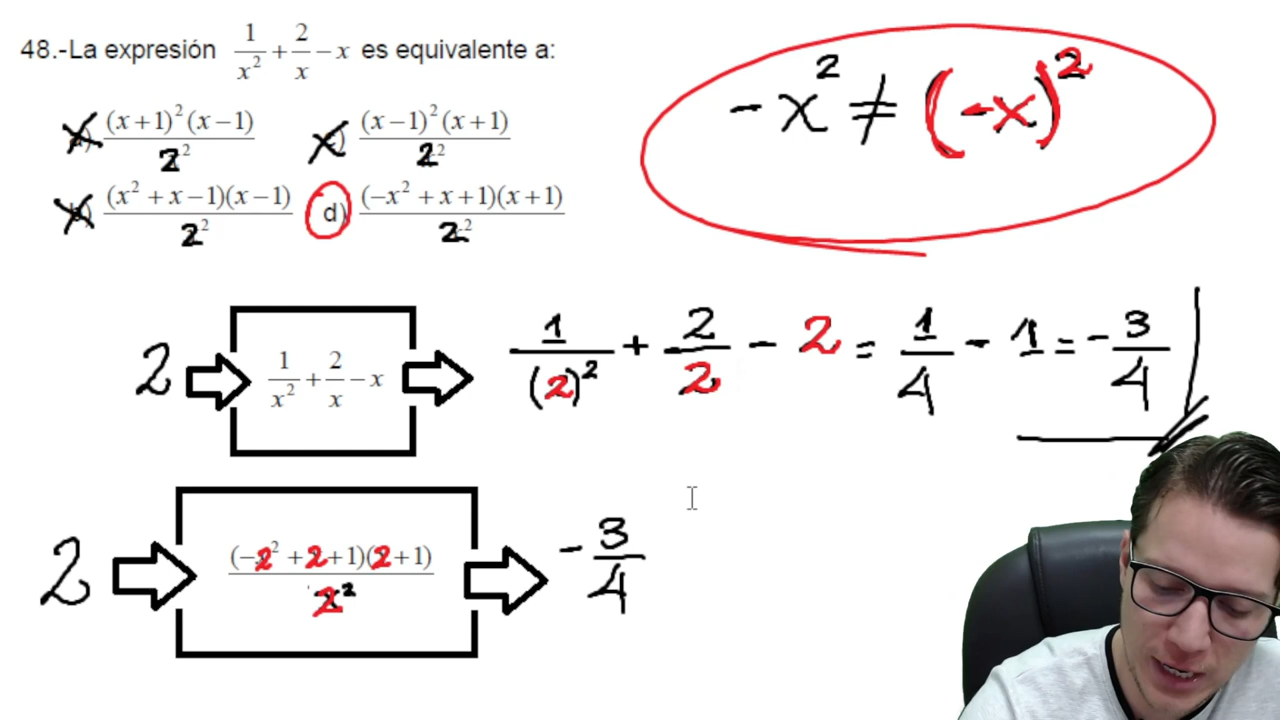 48.-La expresión 1/x² + 2/x − x es equivalente a:
(x+1)²(x−1)/2² (x−1)²(x+1)/2²
(x²+x−1)(x−1)/2² d) (−x²+x+1)(x+1)/2²
−x² ≠ (−x)²
2 1/x² + 2/x − x 1/(2)² + 2/2 − 2 = 1/4 − 1 = −3/4
2 (−2²+2+1)(2+1)/2² −3/4